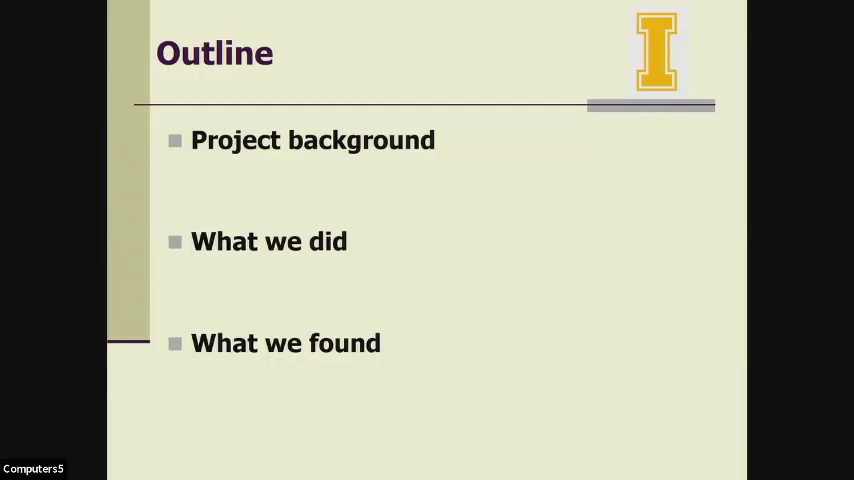 Outline
I
Project background
What we did
What we found
Computers5